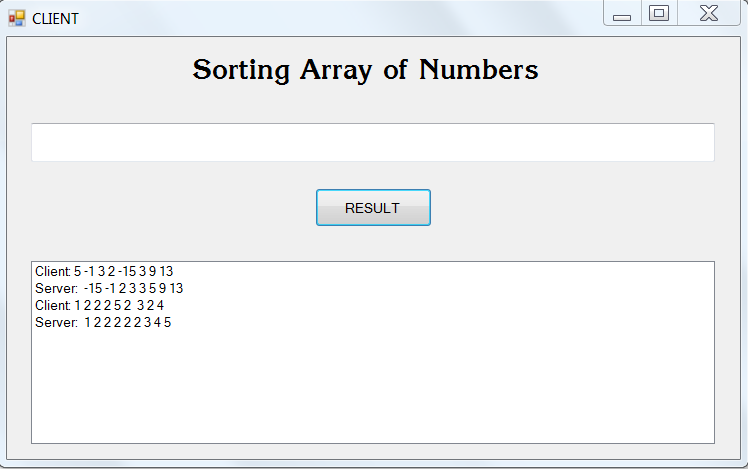 CLIENT
Sorting Array of Numbers
RESULT
Client: 5 -1 3 2 -15 3 9 13
Server:  -15 -1 2 3 3 5 9 13
Client: 1 2 2 2 5 2  3 2 4
Server:  1 2 2 2 2 2 3 4 5